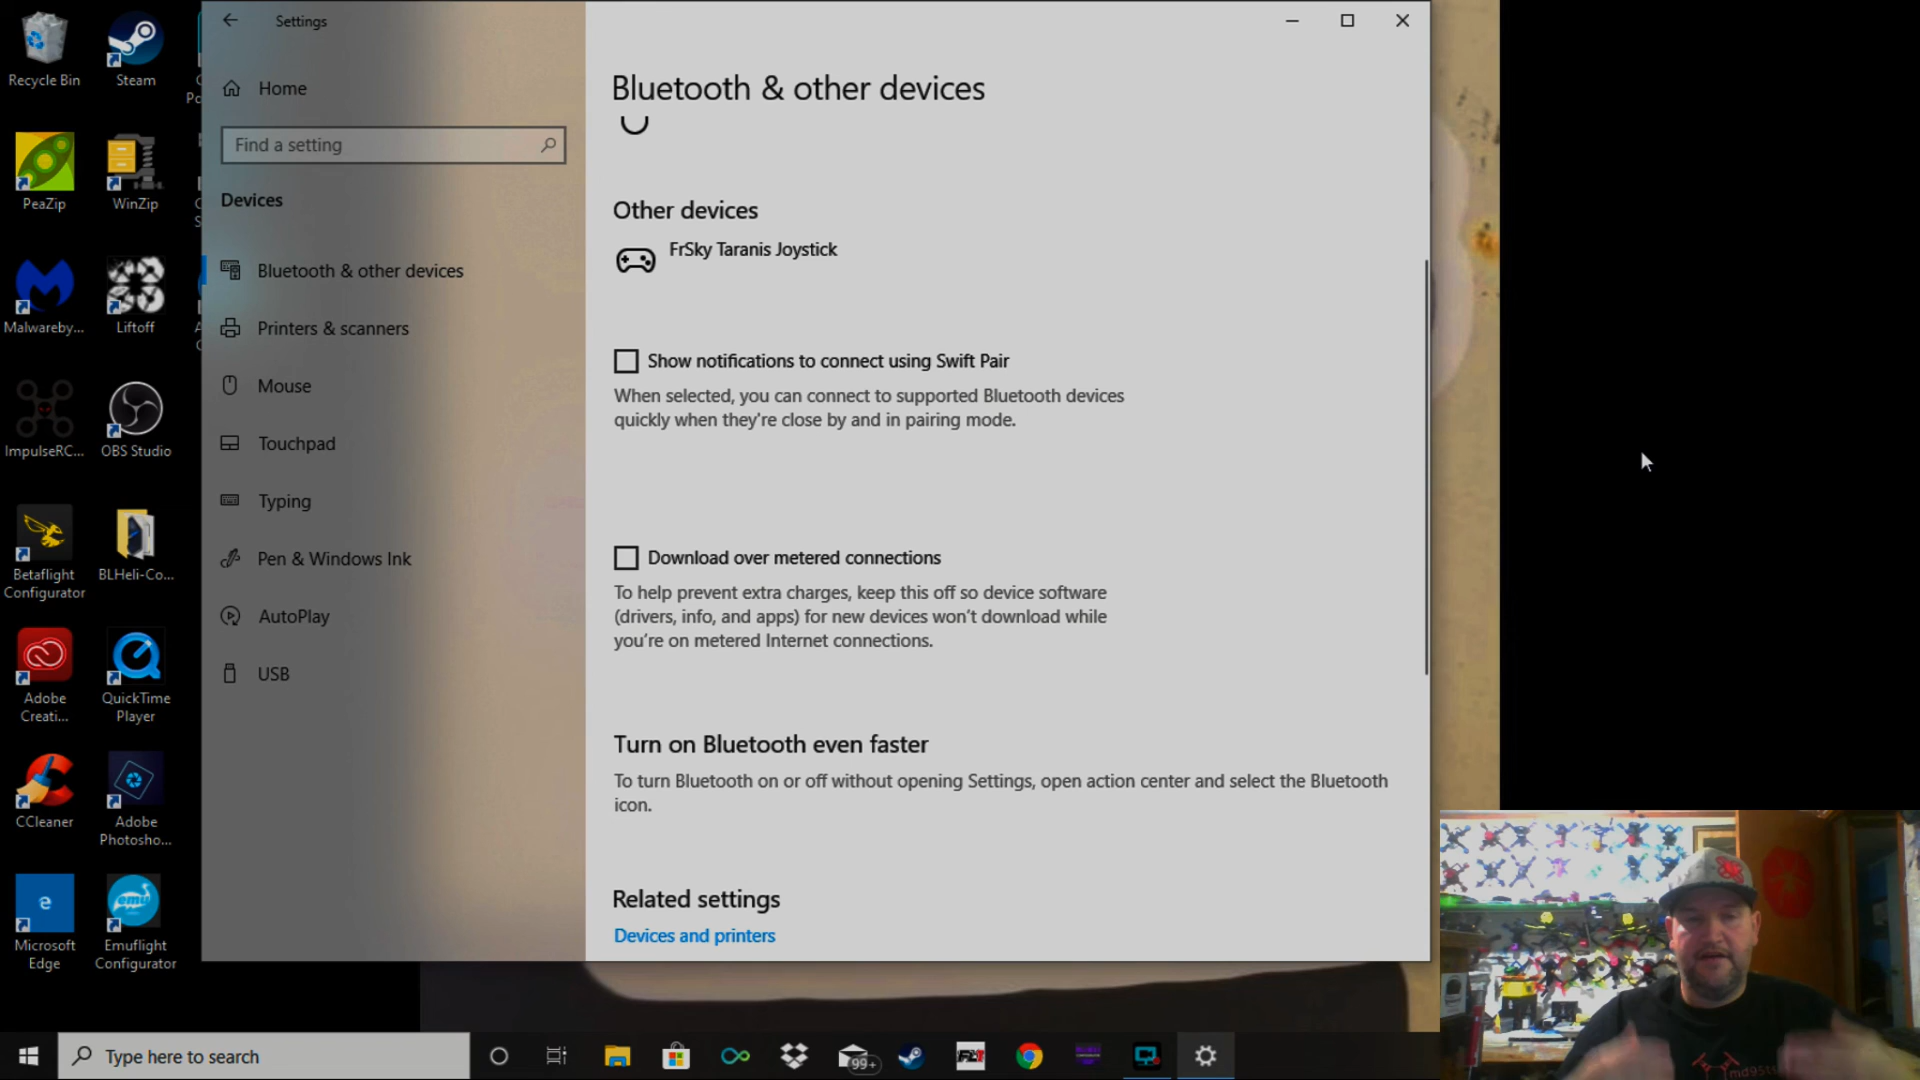 Recycle Bin
Steam
PeaZip
WinZip
Malwareby...
Liftoff
ImpulseRC...
OBS Studio
Betaflight
Configurator
BLHeli-Co...
Adobe
Creati...
QuickTime
Player
CCleaner
Adobe
Photosho...
Microsoft
Edge
Emuflight
Configurator
Settings
Home
Find a setting
Devices
Bluetooth & other devices
Printers & scanners
Mouse
Touchpad
Typing
Pen & Windows Ink
AutoPlay
USB
Bluetooth & other devices
Other devices
FrSky Taranis Joystick
Show notifications to connect using Swift Pair
When selected, you can connect to supported Bluetooth devices
quickly when they're close by and in pairing mode.
Download over metered connections
To help prevent extra charges, keep this off so device software
(drivers, info, and apps) for new devices won't download while
you're on metered Internet connections.
Turn on Bluetooth even faster
To turn Bluetooth on or off without opening Settings, open action center and select the Bluetooth
icon.
Related settings
Devices and printers
Type here to search
99+